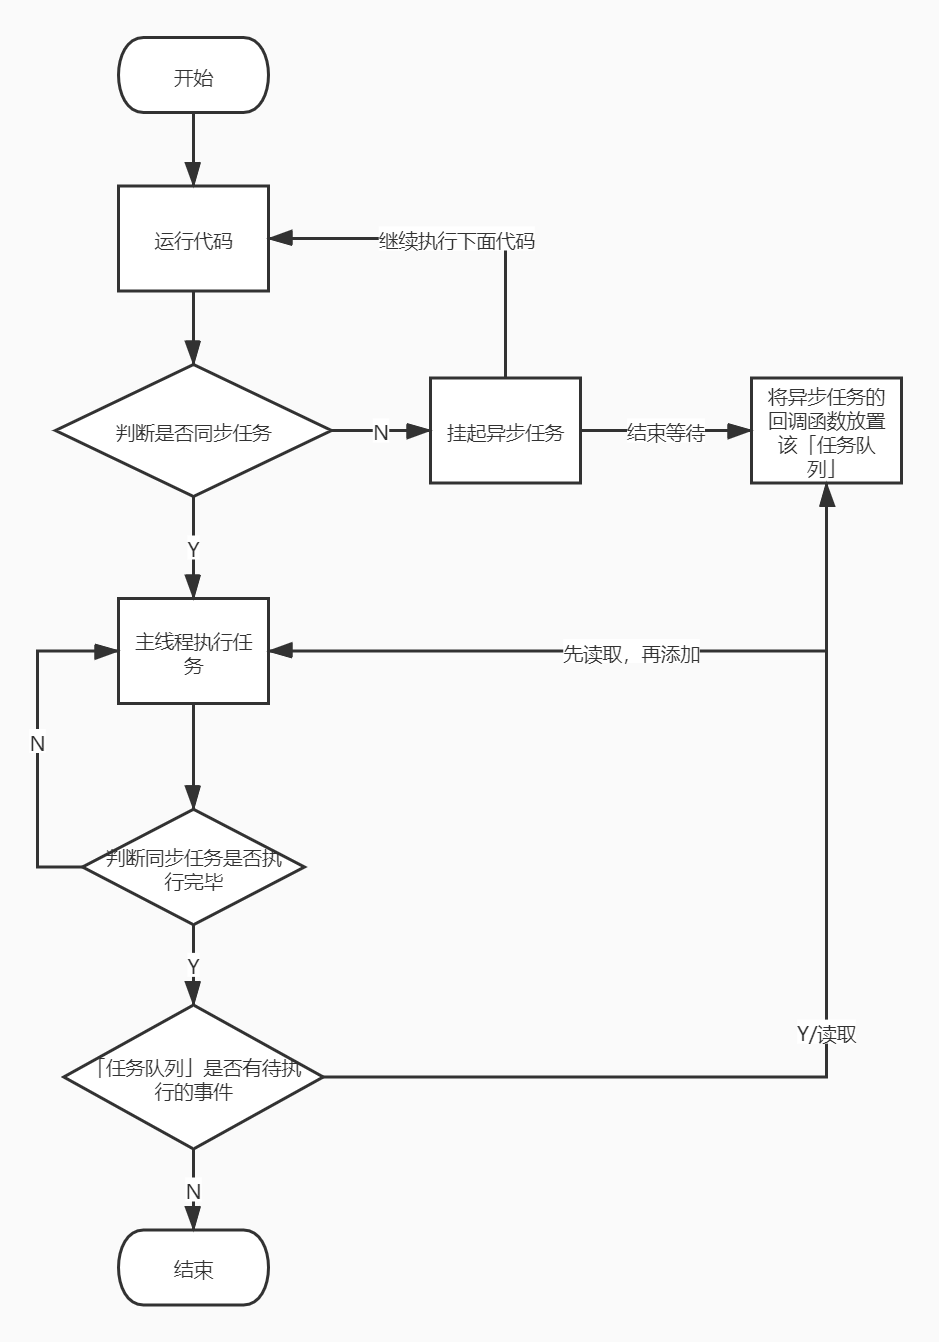 开始
运行代码
继续执行下面代码
判断是否同步任务
N
挂起异步任务
结束等待
将异步任务的
回调函数放置
该「任务队
列」
Y
主线程执行任
务
先读取，再添加
N
判断同步任务是否执
行完毕
Y
Y/读取
「任务队列」是否有待执
行的事件
N
结束